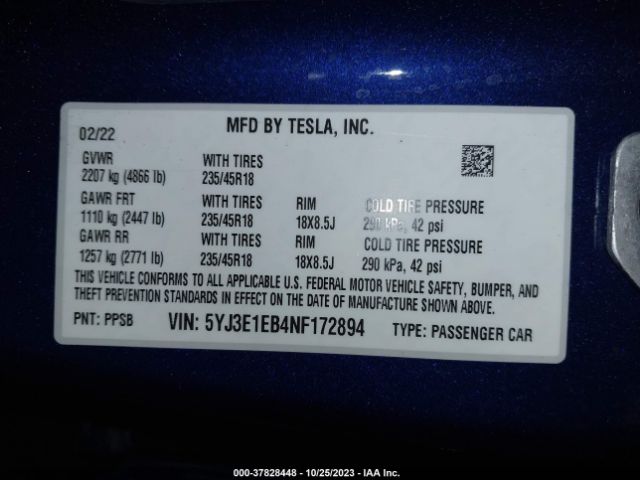 MFD BY TESLA, INC.
02/22
GVWR WITH TIRES
2207 kg (4866 lb) 235/45R18
GAWR FRT WITH TIRES RIM COLD TIRE PRESSURE
1110 kg (2447 lb) 235/45R18 18X8.5J 290 kPa, 42 psi
GAWR RR WITH TIRES RIM COLD TIRE PRESSURE
1257 kg (2771 lb) 235/45R18 18X8.5J 290 kPa, 42 psi
THIS VEHICLE CONFORMS TO ALL APPLICABLE U.S. FEDERAL MOTOR VEHICLE SAFETY, BUMPER, AND
THEFT PREVENTION STANDARDS IN EFFECT ON THE DATE OF MANUFACTURE SHOWN ABOVE.
PNT: PPSB VIN: 5YJ3E1EB4NF172894 TYPE: PASSENGER CAR
000-37828448 - 10/25/2023 - IAA Inc.